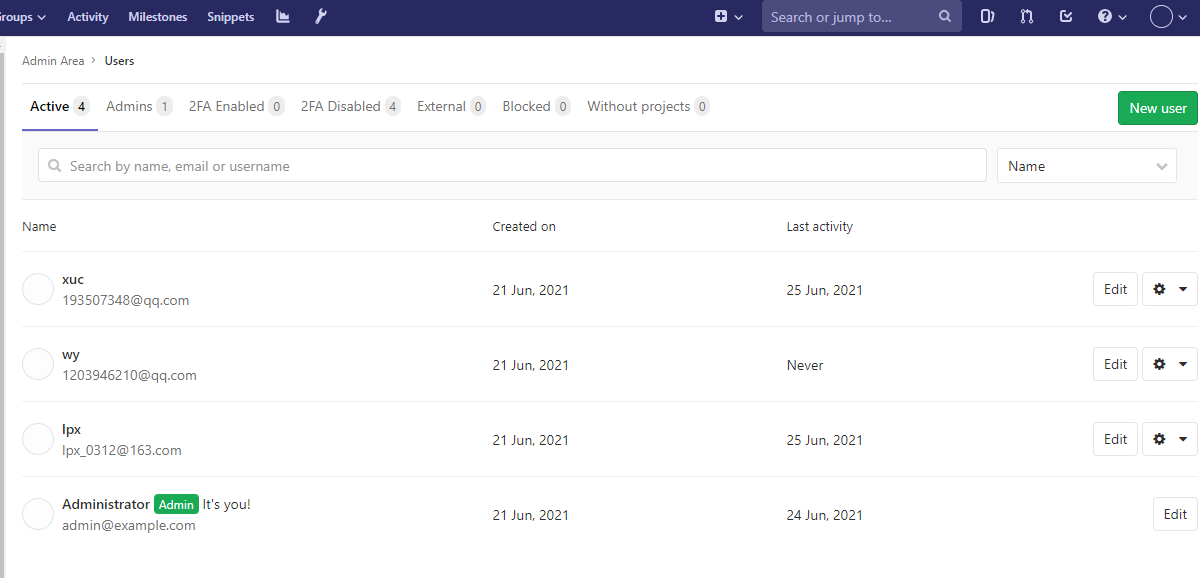 Groups Activity Milestones Snippets Search or jump to...
Admin Area › Users
Active 4 Admins 1 2FA Enabled 0 2FA Disabled 4 External 0 Blocked 0 Without projects 0 New user
Search by name, email or username Name
Name Created on Last activity
xuc
193507348@qq.com 21 Jun, 2021 25 Jun, 2021 Edit
wy
1203946210@qq.com 21 Jun, 2021 Never Edit
lpx
lpx_0312@163.com 21 Jun, 2021 25 Jun, 2021 Edit
Administrator Admin It's you!
admin@example.com 21 Jun, 2021 24 Jun, 2021 Edit